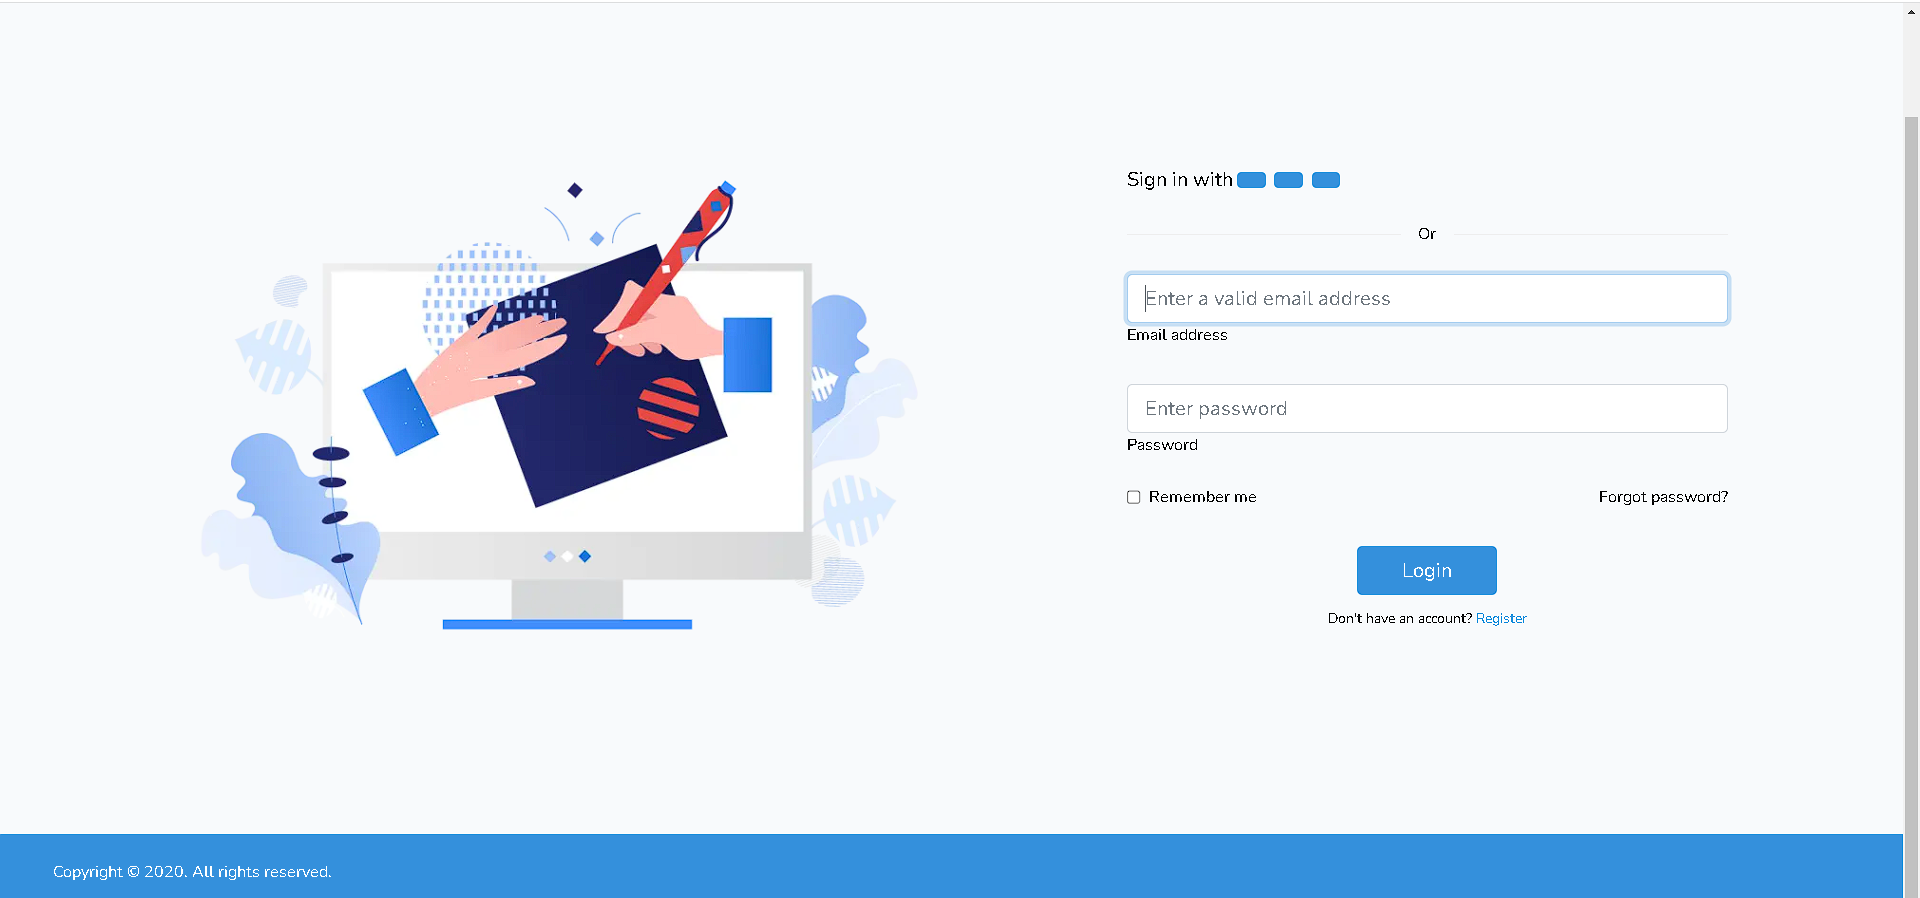 Sign in with
Or
Enter a valid email address
Email address
Enter password
Password
Remember me
Forgot password?
Login
Don't have an account? Register
Copyright © 2020. All rights reserved.